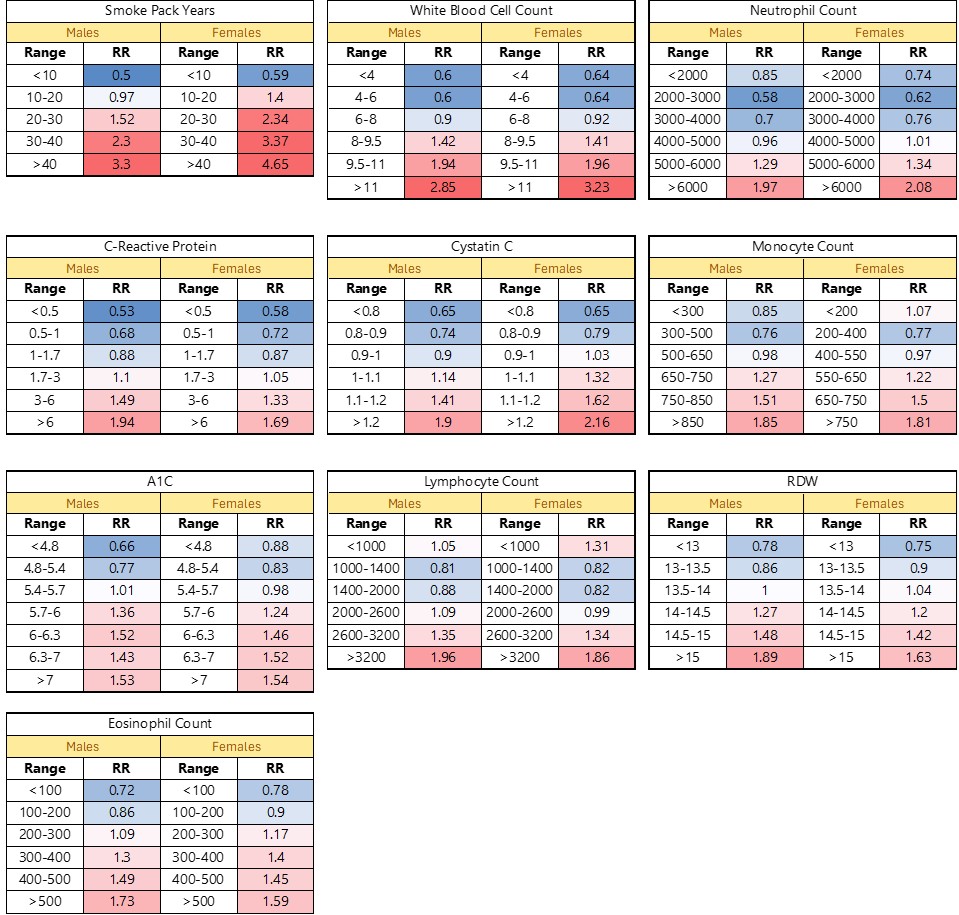 Smoke Pack Years
Males Females
Range RR Range RR
<10 0.5 <10 0.59
10-20 0.97 10-20 1.4
20-30 1.52 20-30 2.34
30-40 2.3 30-40 3.37
>40 3.3 >40 4.65
White Blood Cell Count
Males Females
Range RR Range RR
<4 0.6 <4 0.64
4-6 0.6 4-6 0.64
6-8 0.9 6-8 0.92
8-9.5 1.42 8-9.5 1.41
9.5-11 1.94 9.5-11 1.96
>11 2.85 >11 3.23
Neutrophil Count
Males Females
Range RR Range RR
<2000 0.85 <2000 0.74
2000-3000 0.58 2000-3000 0.62
3000-4000 0.7 3000-4000 0.76
4000-5000 0.96 4000-5000 1.01
5000-6000 1.29 5000-6000 1.34
>6000 1.97 >6000 2.08
C-Reactive Protein
Males Females
Range RR Range RR
<0.5 0.53 <0.5 0.58
0.5-1 0.68 0.5-1 0.72
1-1.7 0.88 1-1.7 0.87
1.7-3 1.1 1.7-3 1.05
3-6 1.49 3-6 1.33
>6 1.94 >6 1.69
Cystatin C
Males Females
Range RR Range RR
<0.8 0.65 <0.8 0.65
0.8-0.9 0.74 0.8-0.9 0.79
0.9-1 0.9 0.9-1 1.03
1-1.1 1.14 1-1.1 1.32
1.1-1.2 1.41 1.1-1.2 1.62
>1.2 1.9 >1.2 2.16
Monocyte Count
Males Females
Range RR Range RR
<300 0.85 <200 1.07
300-500 0.76 200-400 0.77
500-650 0.98 400-550 0.97
650-750 1.27 550-650 1.22
750-850 1.51 650-750 1.5
>850 1.85 >750 1.81
A1C
Males Females
Range RR Range RR
<4.8 0.66 <4.8 0.88
4.8-5.4 0.77 4.8-5.4 0.83
5.4-5.7 1.01 5.4-5.7 0.98
5.7-6 1.36 5.7-6 1.24
6-6.3 1.52 6-6.3 1.46
6.3-7 1.43 6.3-7 1.52
>7 1.53 >7 1.54
Lymphocyte Count
Males Females
Range RR Range RR
<1000 1.05 <1000 1.31
1000-1400 0.81 1000-1400 0.82
1400-2000 0.88 1400-2000 0.82
2000-2600 1.09 2000-2600 0.99
2600-3200 1.35 2600-3200 1.34
>3200 1.96 >3200 1.86
RDW
Males Females
Range RR Range RR
<13 0.78 <13 0.75
13-13.5 0.86 13-13.5 0.9
13.5-14 1 13.5-14 1.04
14-14.5 1.27 14-14.5 1.2
14.5-15 1.48 14.5-15 1.42
>15 1.89 >15 1.63
Eosinophil Count
Males Females
Range RR Range RR
<100 0.72 <100 0.78
100-200 0.86 100-200 0.9
200-300 1.09 200-300 1.17
300-400 1.3 300-400 1.4
400-500 1.49 400-500 1.45
>500 1.73 >500 1.59